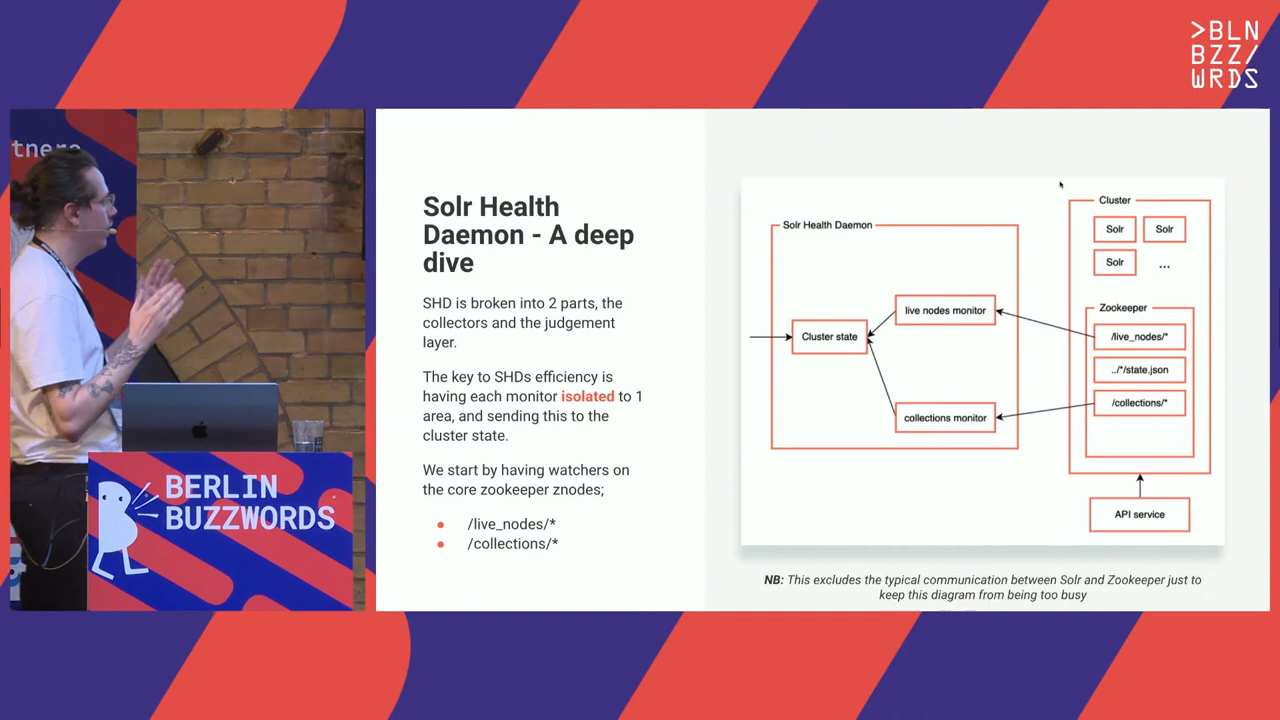 >BLN
BZZ/
WRDS
tners
BERLIN
BUZZWORDS
Solr Health
Daemon - A deep
dive
SHD is broken into 2 parts, the
collectors and the judgement
layer.
The key to SHDs efficiency is
having each monitor isolated to 1
area, and sending this to the
cluster state.
We start by having watchers on
the core zookeeper znodes;
● /live_nodes/*
● /collections/*
Solr Health Daemon
Cluster state
live nodes monitor
collections monitor
Cluster
Solr
Solr
Solr
...
Zookeeper
/live_nodes/*
../*/state.json
/collections/*
API service
NB: This excludes the typical communication between Solr and Zookeeper just to
keep this diagram from being too busy